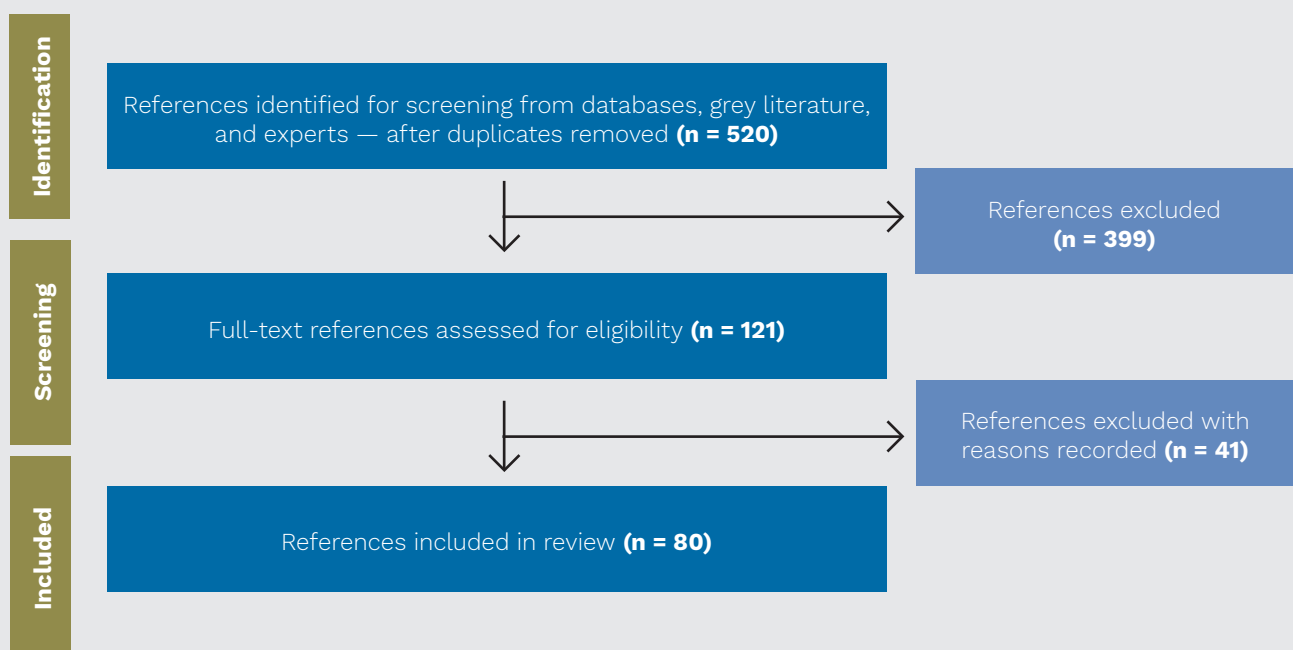 Identification
References identified for screening from databases, grey literature,
and experts — after duplicates removed (n = 520)
References excluded
(n = 399)
Screening
Full-text references assessed for eligibility (n = 121)
References excluded with
reasons recorded (n = 41)
Included
References included in review (n = 80)